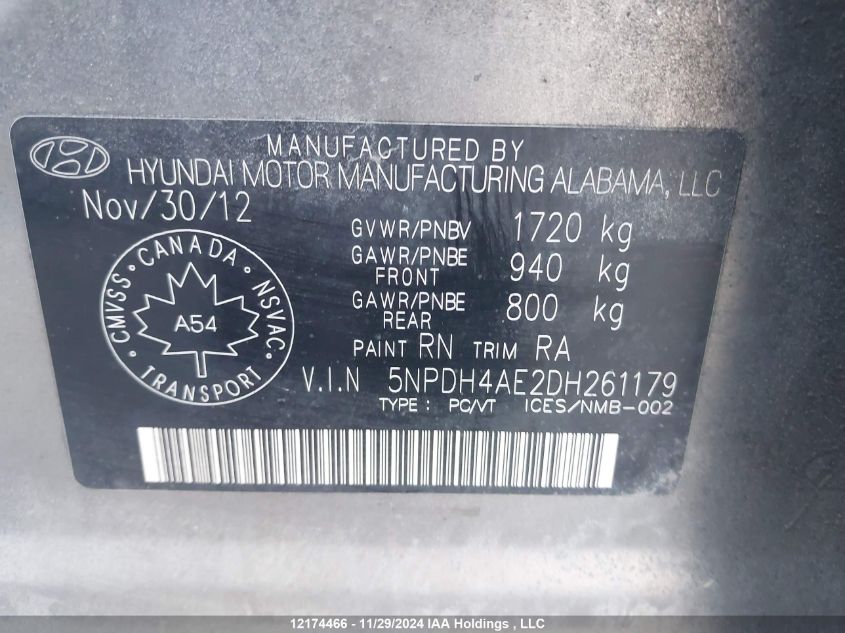 MANUFACTURED BY
HYUNDAI MOTOR MANUFACTURING ALABAMA, LLC
Nov/30/12
GVWR/PNBV 1720 kg
GAWR/PNBE FRONT 940 kg
GAWR/PNBE REAR 800 kg
CANADA
CMVSS NSVAC
A54
TRANSPORT
PAINT RN TRIM RA
V.I.N 5NPDH4AE2DH261179
TYPE : PC/VT ICES/NMB-002
12174466 - 11/29/2024 IAA Holdings , LLC